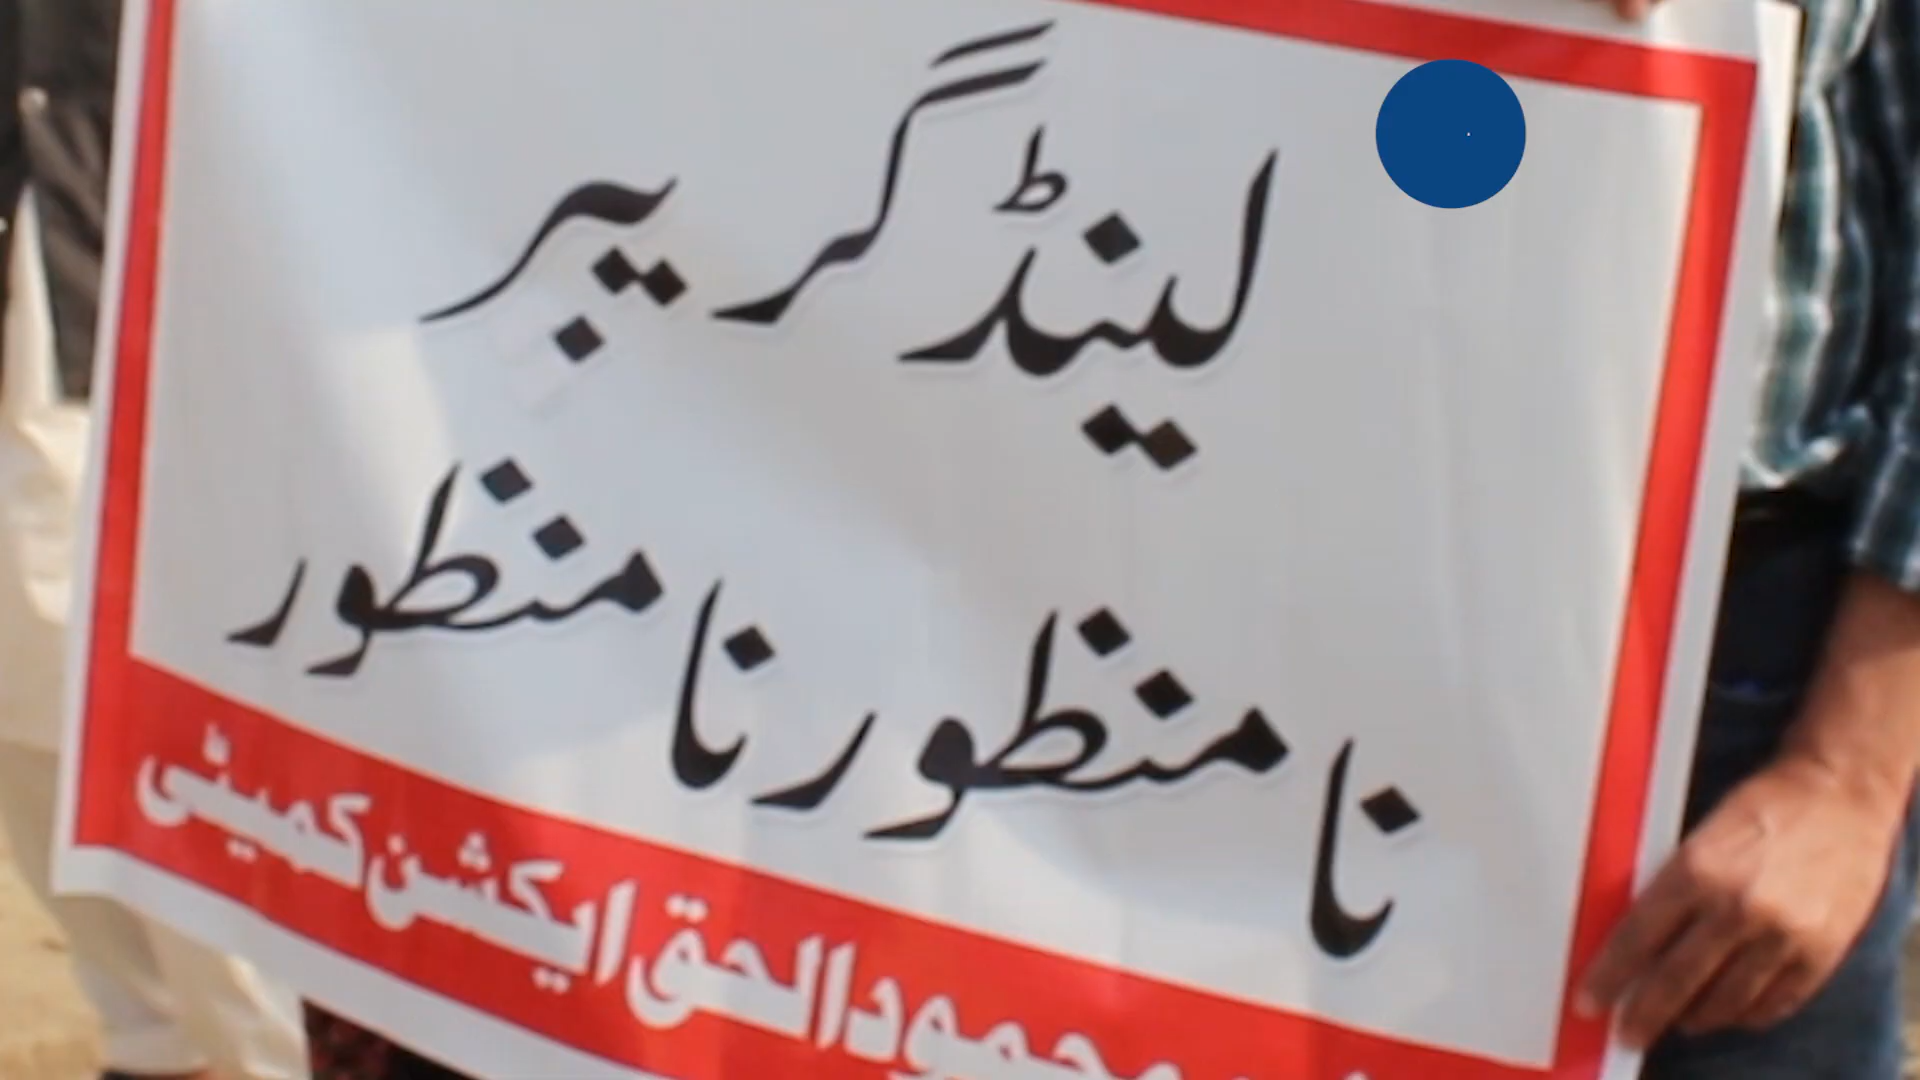 لینڈ گریبر
نامنظور نامنظور
محمود الحق ایکشن کمیٹی